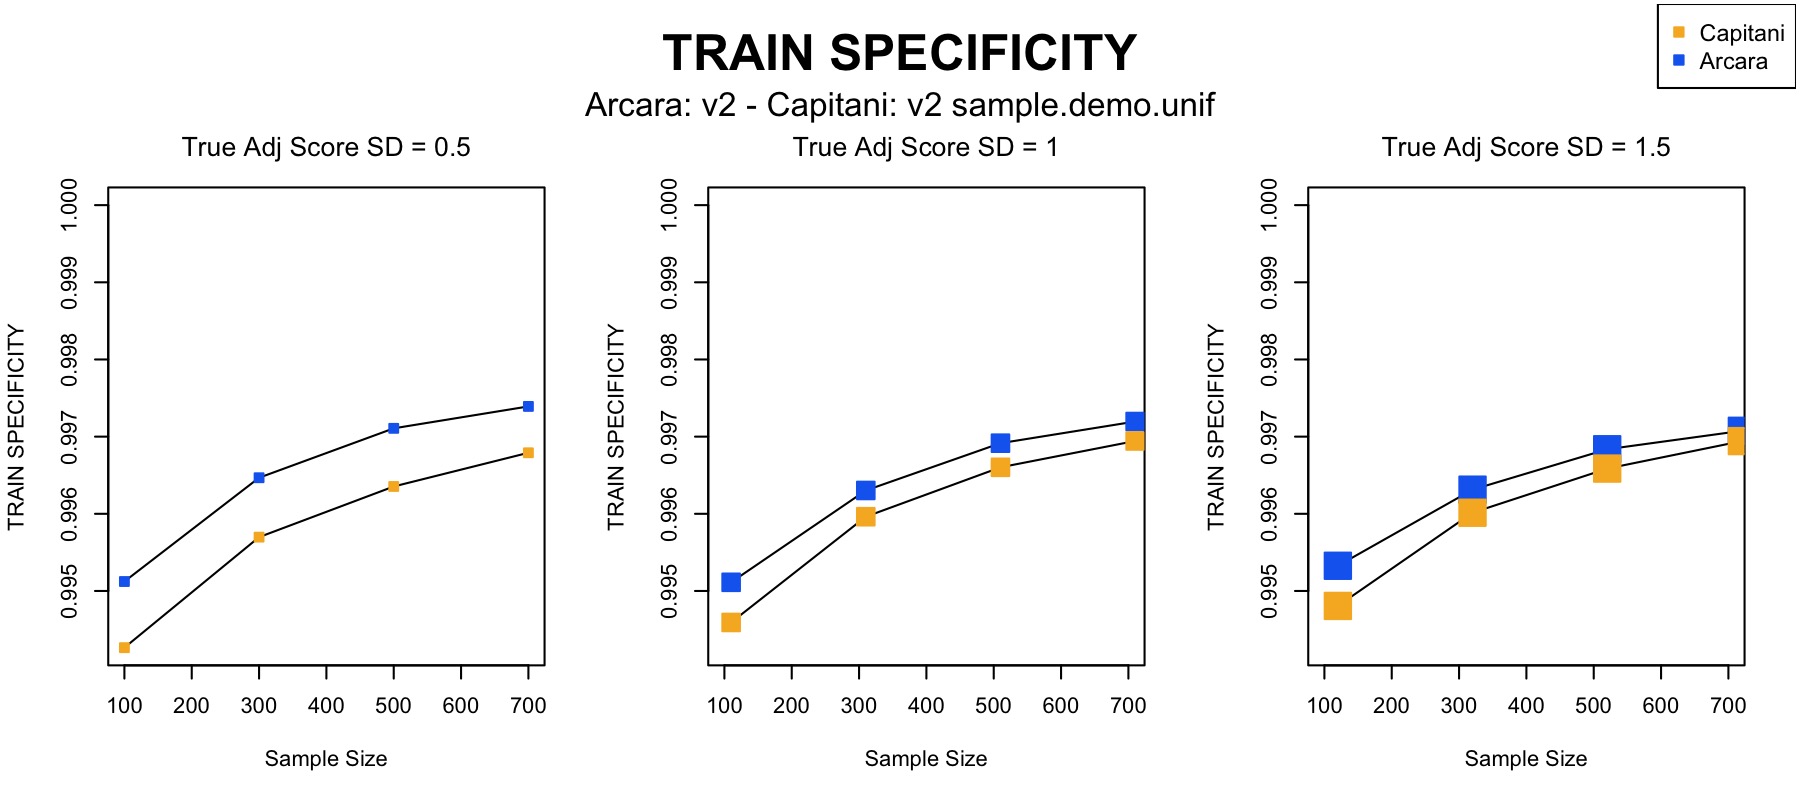 TRAIN SPECIFICITY
Arcara: v2 - Capitani: v2 sample.demo.unif
Capitani
Arcara
True Adj Score SD = 0.5
TRAIN SPECIFICITY
1.000
0.999
0.998
0.997
0.996
0.995
100 200 300 400 500 600 700
Sample Size
True Adj Score SD = 1
TRAIN SPECIFICITY
1.000
0.999
0.998
0.997
0.996
0.995
100 200 300 400 500 600 700
Sample Size
True Adj Score SD = 1.5
TRAIN SPECIFICITY
1.000
0.999
0.998
0.997
0.996
0.995
100 200 300 400 500 600 700
Sample Size